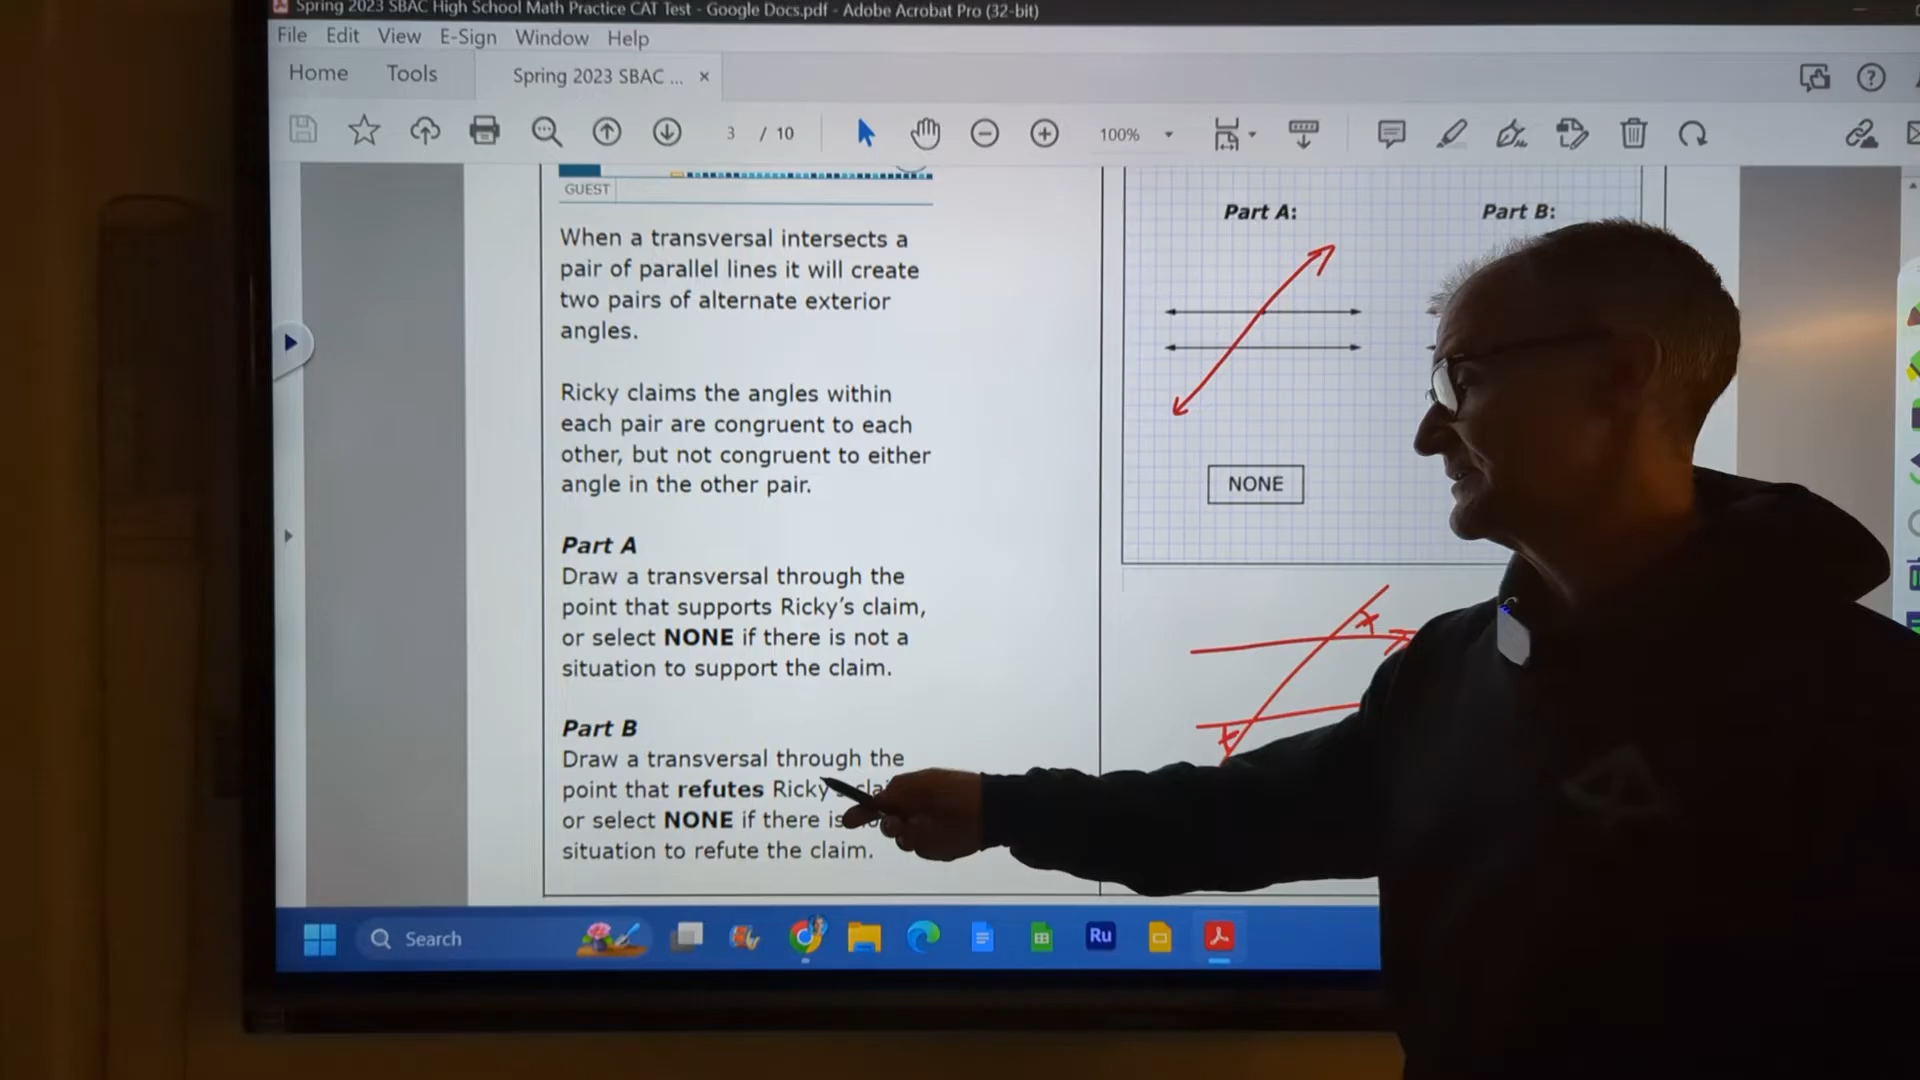 Spring 2023 SBAC High School Math Practice CAT Test - Google Docs.pdf - Adobe Acrobat Pro (32-bit)
File Edit View E-Sign Window Help
Home Tools Spring 2023 SBAC ... ×
3 / 10 100%
GUEST
When a transversal intersects a
pair of parallel lines it will create
two pairs of alternate exterior
angles.
Ricky claims the angles within
each pair are congruent to each
other, but not congruent to either
angle in the other pair.
Part A
Draw a transversal through the
point that supports Ricky’s claim,
or select NONE if there is not a
situation to support the claim.
Part B
Draw a transversal through the
point that refutes Ricky's
or select NONE if there is
situation to refute the claim.
Part A:
Part B:
NONE
x
Search
Ru